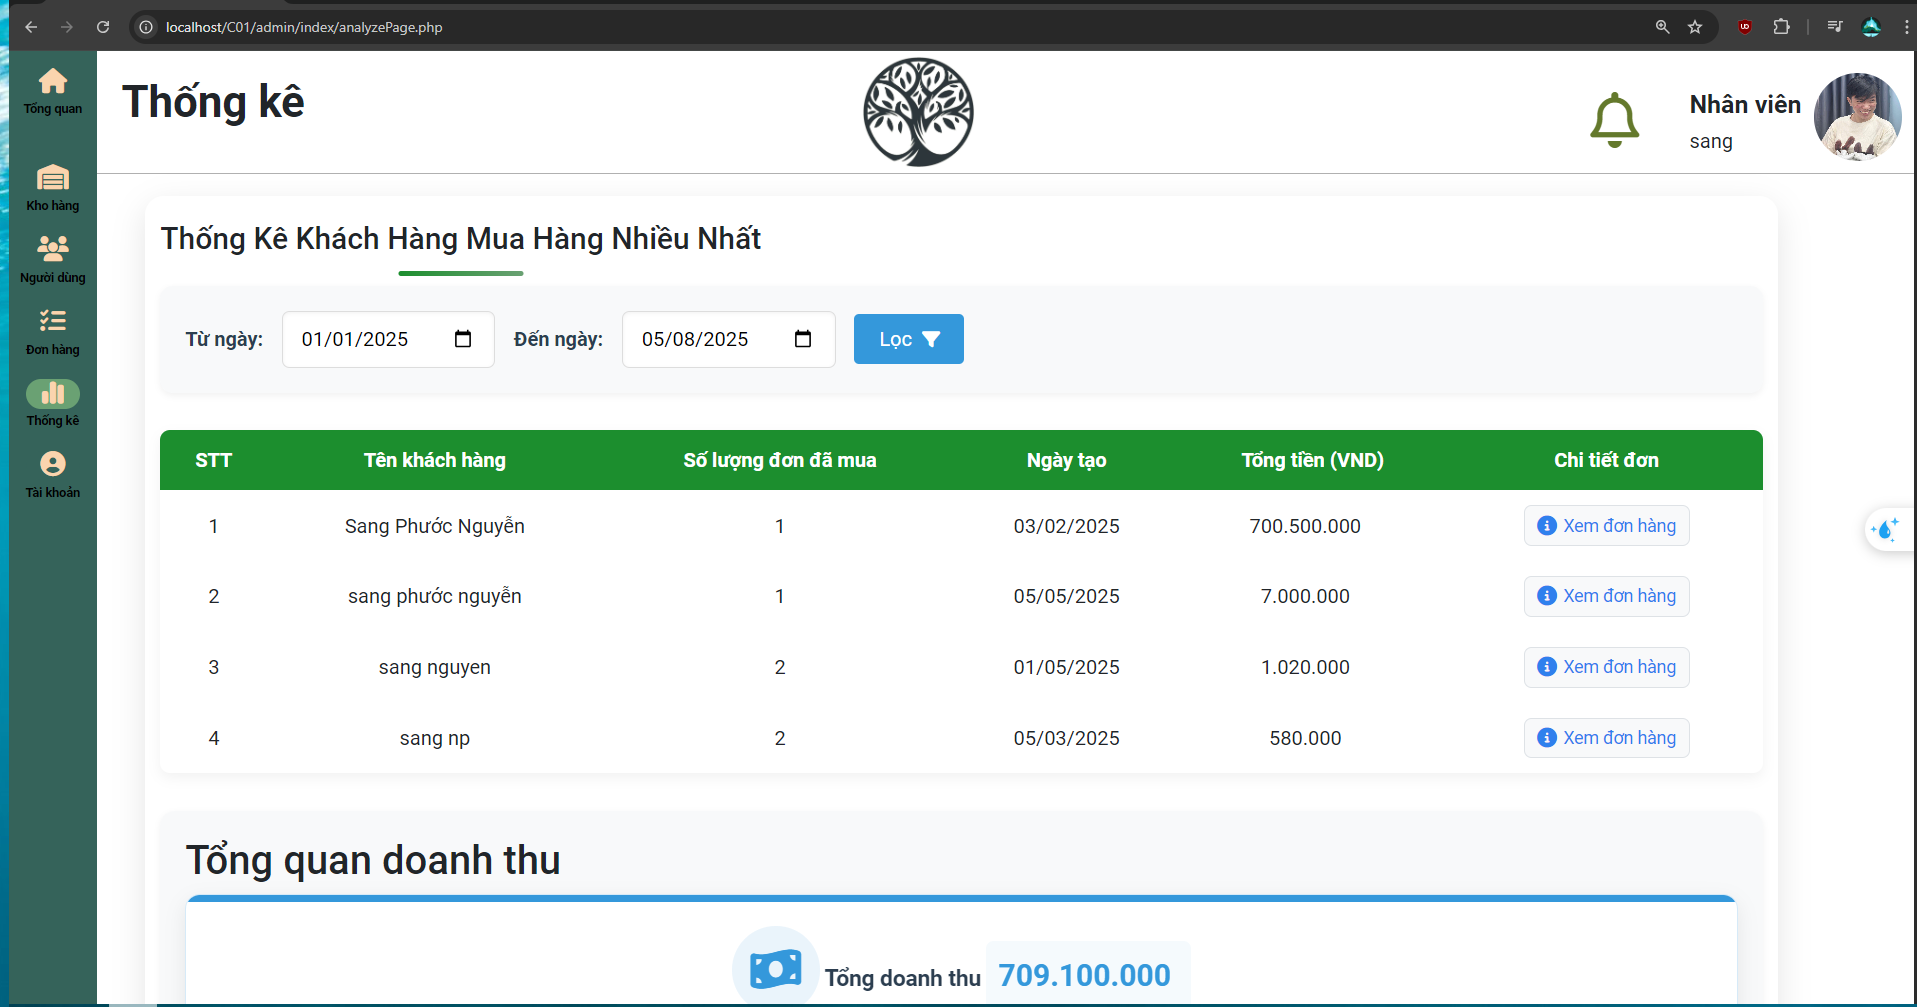 localhost/C01/admin/index/analyzePage.php
Tổng quan
Kho hàng
Người dùng
Đơn hàng
Thống kê
Tài khoản
Thống kê
Nhân viên
sang
Thống Kê Khách Hàng Mua Hàng Nhiều Nhất
Từ ngày: 01/01/2025 Đến ngày: 05/08/2025 Lọc
STT Tên khách hàng Số lượng đơn đã mua Ngày tạo Tổng tiền (VND) Chi tiết đơn
1 Sang Phước Nguyễn 1 03/02/2025 700.500.000 Xem đơn hàng
2 sang phước nguyễn 1 05/05/2025 7.000.000 Xem đơn hàng
3 sang nguyen 2 01/05/2025 1.020.000 Xem đơn hàng
4 sang np 2 05/03/2025 580.000 Xem đơn hàng
Tổng quan doanh thu
Tổng doanh thu 709.100.000